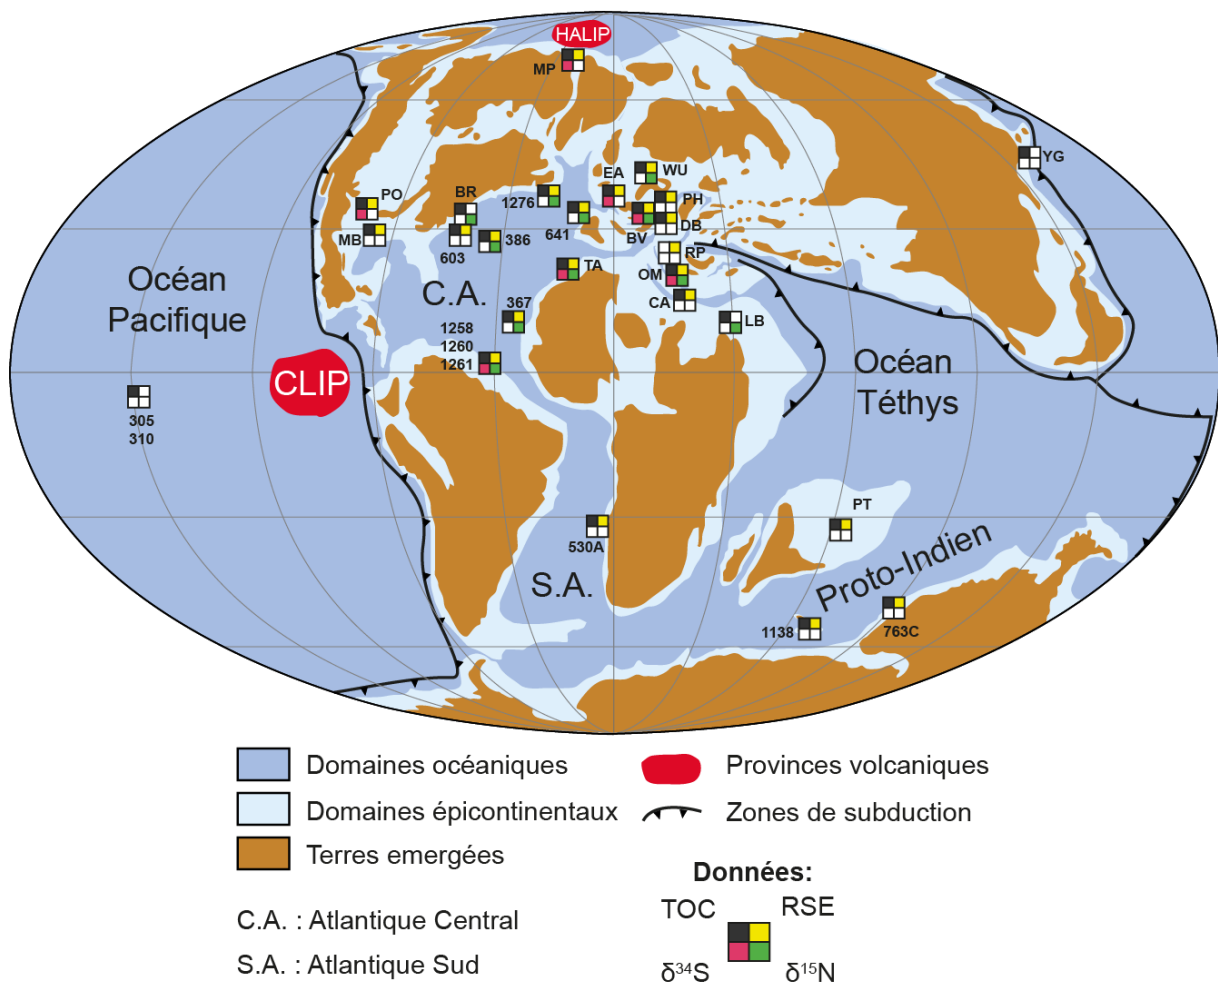 HALIP
MP
YG
WU
EA
PO
BR
1276
PH
641
DB
BV
MB
603
386
RP
TA
OM
Océan
Pacifique
C.A.
367
CA
LB
1258
1260
1261
CLIP
Océan
Téthys
305
310
PT
530A
S.A.
Proto-Indien
1138
763C
Domaines océaniques
Provinces volcaniques
Domaines épicontinentaux
Zones de subduction
Terres emergées
Données:
TOC
RSE
C.A. : Atlantique Central
S.A. : Atlantique Sud
δ³⁴S
δ¹⁵N